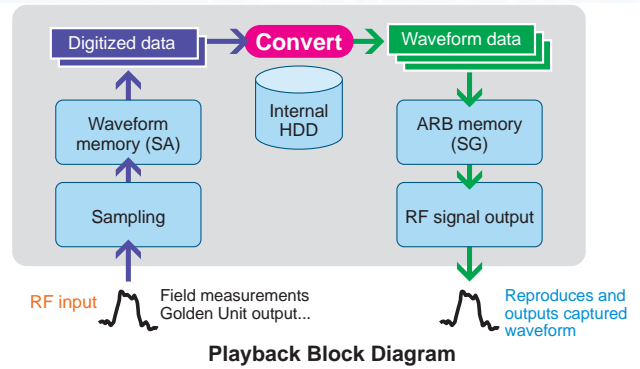 Digitized data
Convert
Waveform data
Internal
HDD
Waveform
memory (SA)
ARB memory
(SG)
Sampling
RF signal output
RF input
Field measurements
Golden Unit output...
Reproduces and
outputs captured
waveform
Playback Block Diagram